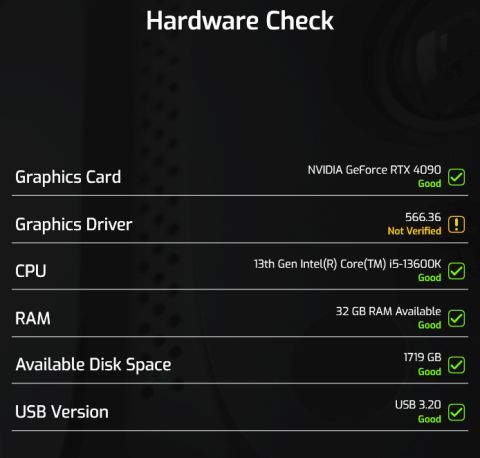 Hardware Check
Graphics Card
NVIDIA GeForce RTX 4090
Good
Graphics Driver
566.36
Not Verified
CPU
13th Gen Intel(R) Core(TM) i5-13600K
Good
RAM
32 GB RAM Available
Good
Available Disk Space
1719 GB
Good
USB Version
USB 3.20
Good